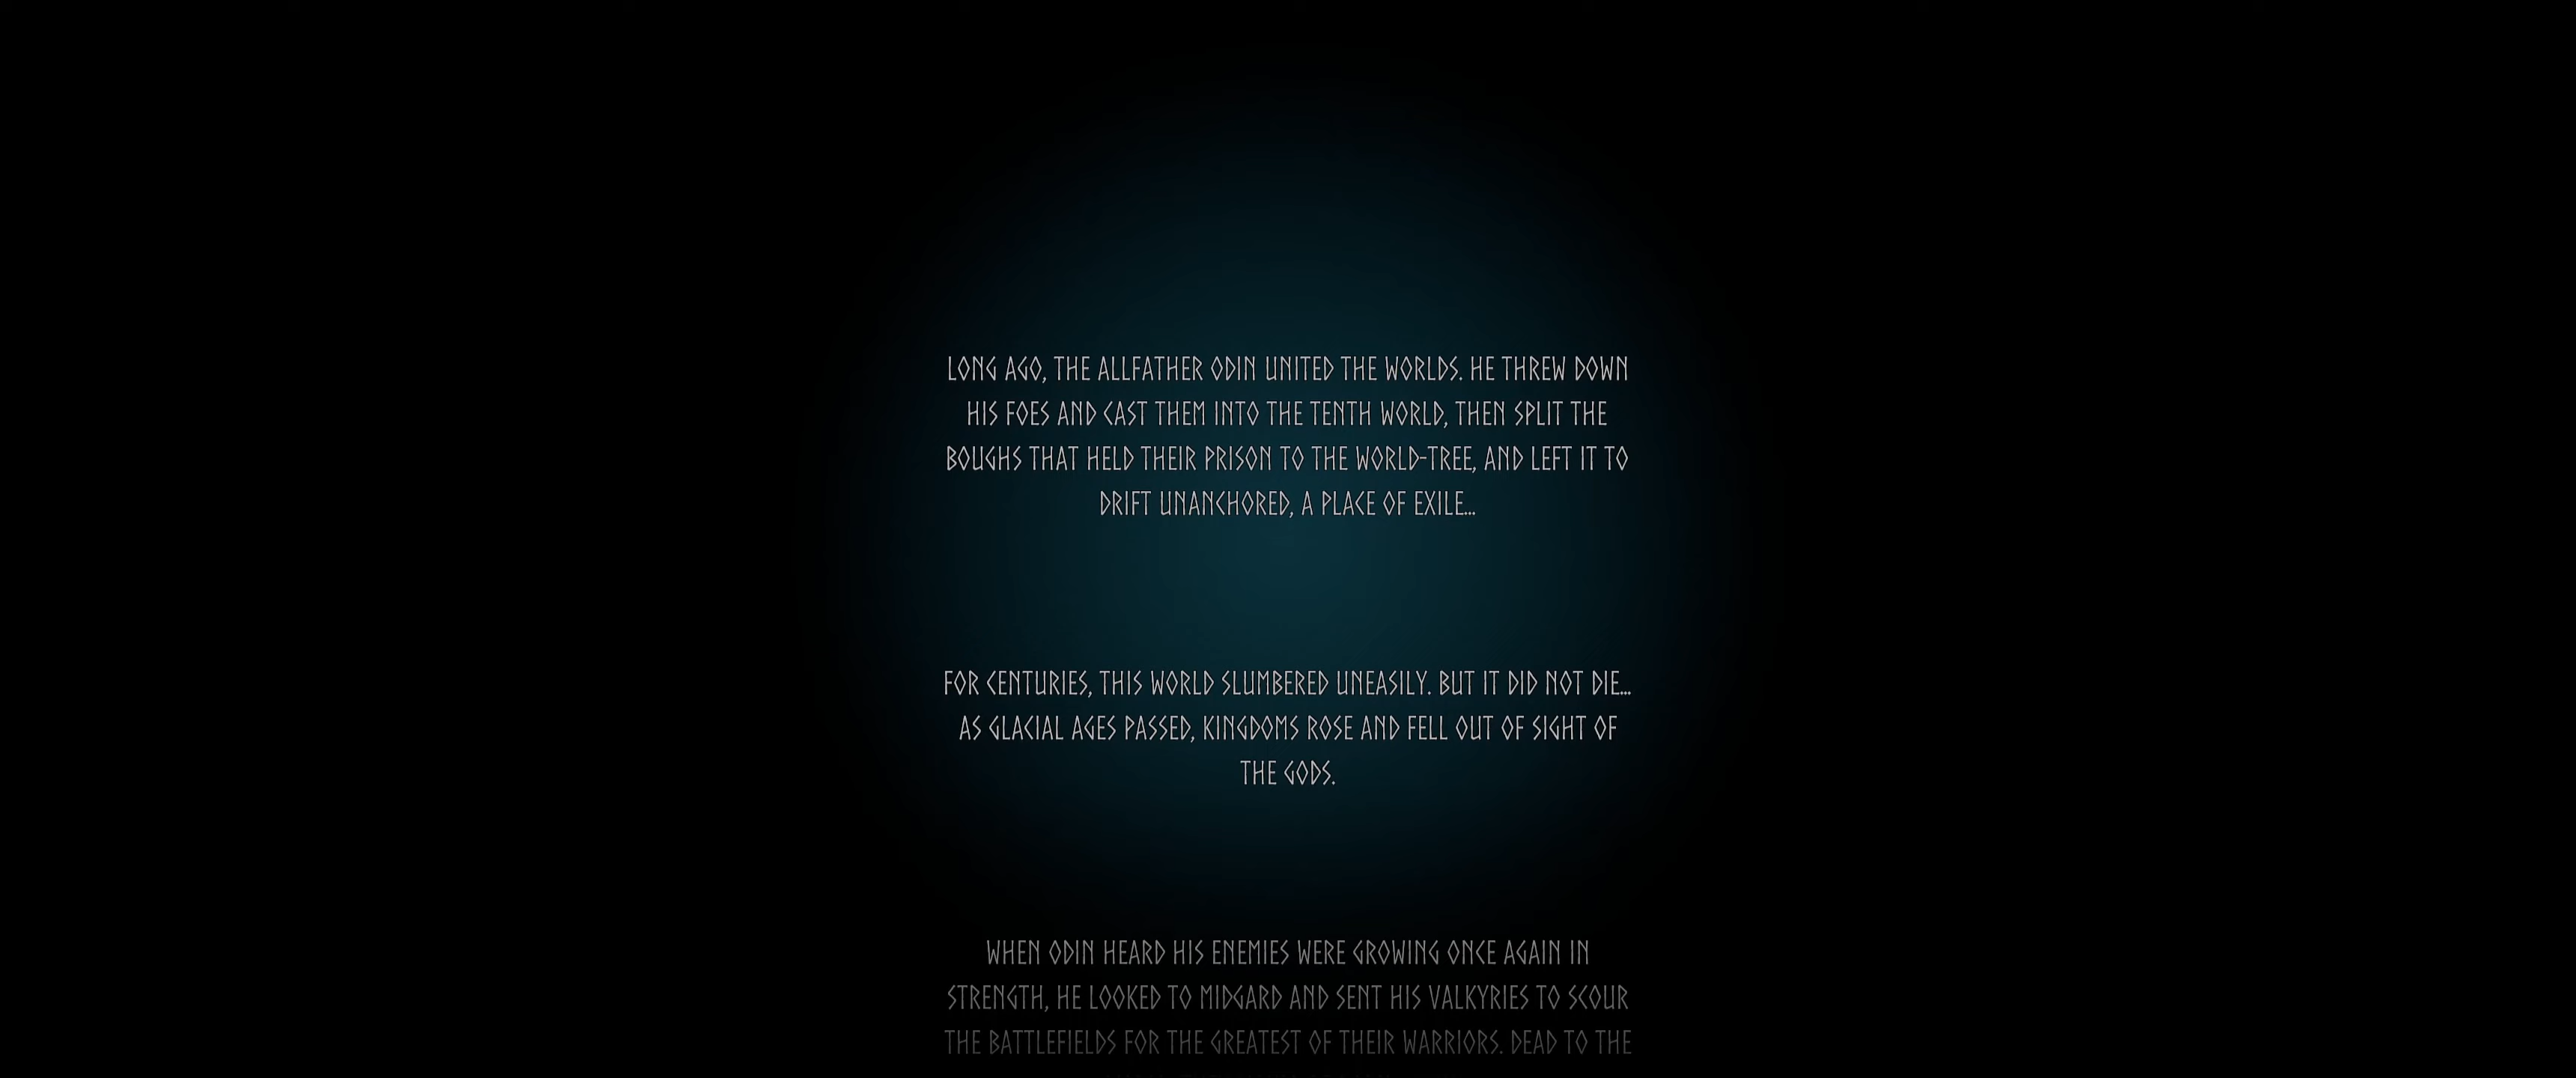 LONG AGO, THE ALLFATHER ODIN UNITED THE WORLDS. HE THREW DOWN
HIS FOES AND CAST THEM INTO THE TENTH WORLD, THEN SPLIT THE
BOUGHS THAT HELD THEIR PRISON TO THE WORLD-TREE, AND LEFT IT TO
DRIFT UNANCHORED, A PLACE OF EXILE...
FOR CENTURIES, THIS WORLD SLUMBERED UNEASILY. BUT IT DID NOT DIE...
AS GLACIAL AGES PASSED, KINGDOMS ROSE AND FELL OUT OF SIGHT OF
THE GODS.
WHEN ODIN HEARD HIS ENEMIES WERE GROWING ONCE AGAIN IN
STRENGTH, HE LOOKED TO MIDGARD AND SENT HIS VALKYRIES TO SCOUR
THE BATTLEFIELDS FOR THE GREATEST OF THEIR WARRIORS. DEAD TO THE